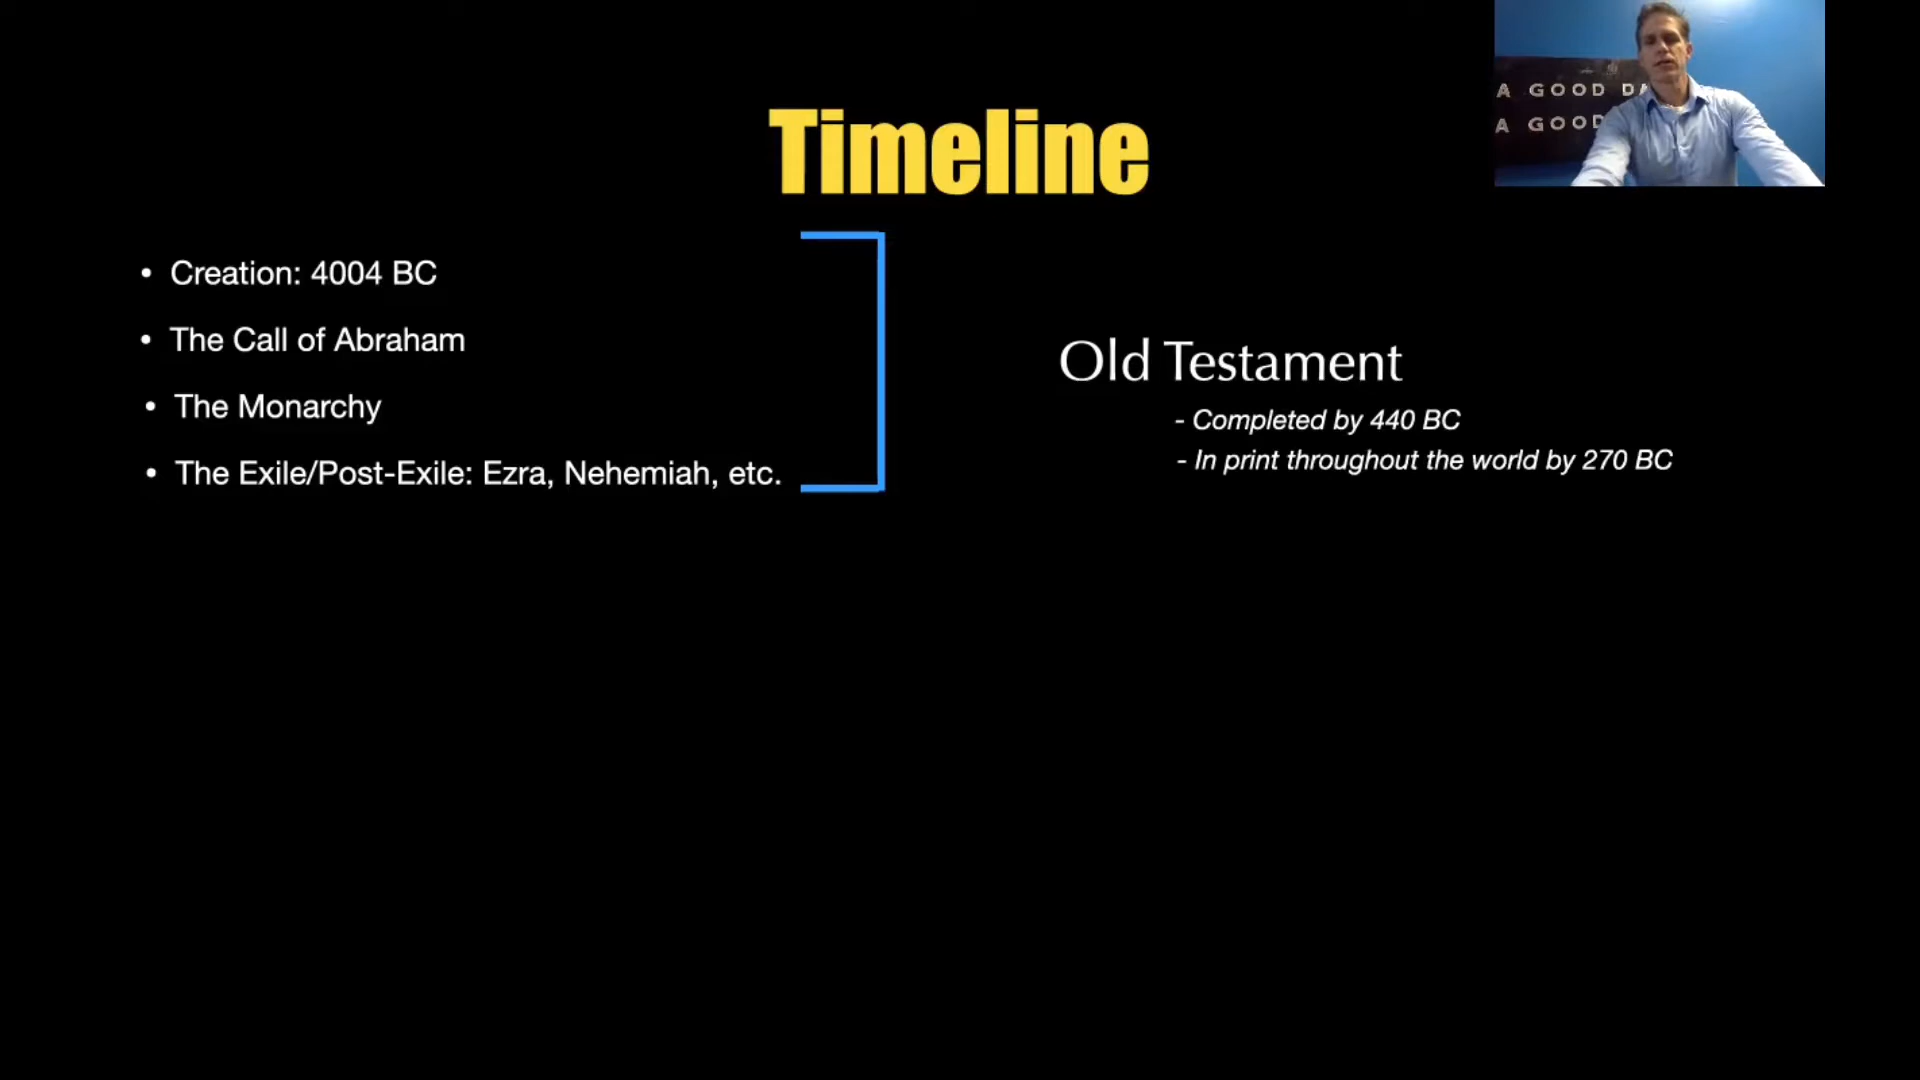 Timeline
A GOOD DA
A GOOD
• Creation: 4004 BC
• The Call of Abraham
• The Monarchy
• The Exile/Post-Exile: Ezra, Nehemiah, etc.
Old Testament
- Completed by 440 BC
- In print throughout the world by 270 BC